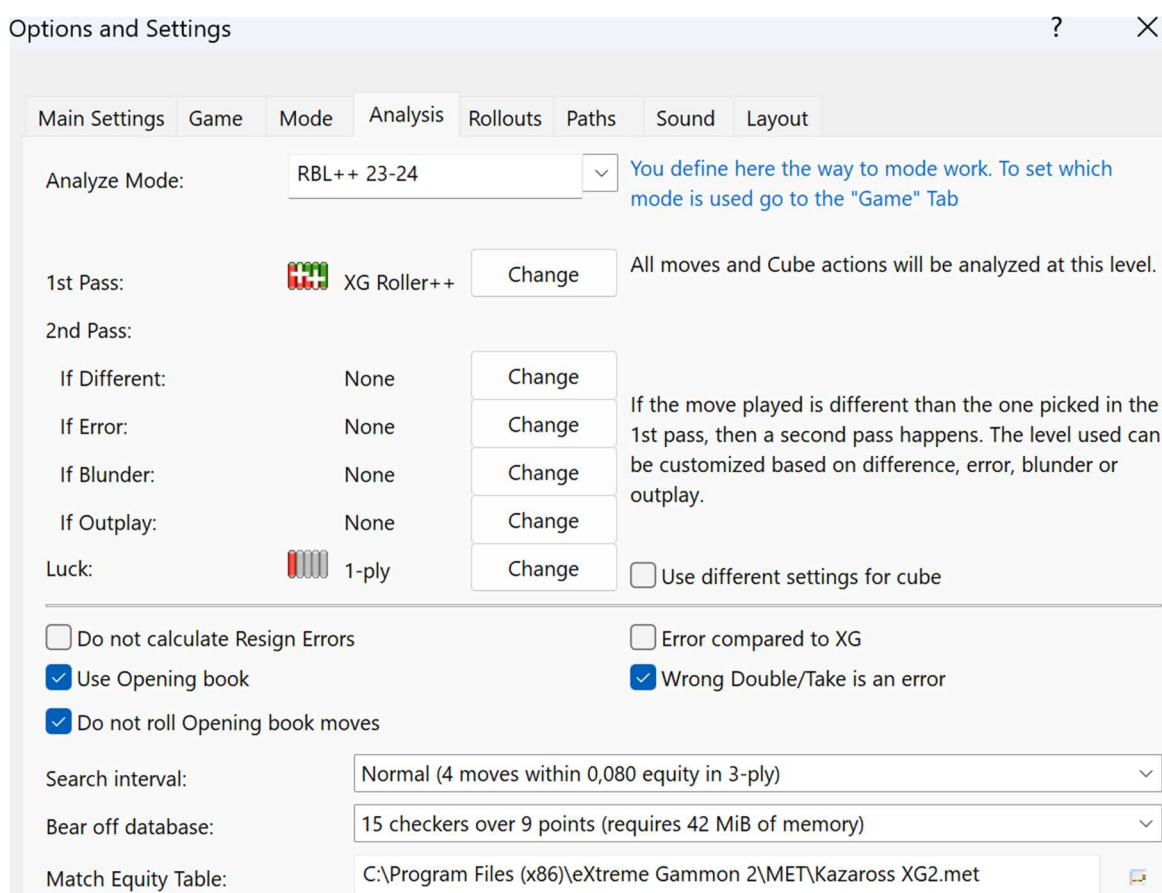 Options and Settings ? ×
Main Settings Game Mode Analysis Rollouts Paths Sound Layout
Analyze Mode: RBL++ 23-24
You define here the way to mode work. To set which
mode is used go to the "Game" Tab
1st Pass: XG Roller++ Change
All moves and Cube actions will be analyzed at this level.
2nd Pass:
If Different: None Change
If Error: None Change
If Blunder: None Change
If Outplay: None Change
If the move played is different than the one picked in the
1st pass, then a second pass happens. The level used can
be customized based on difference, error, blunder or
outplay.
Luck: 1-ply Change
Use different settings for cube
Do not calculate Resign Errors
Error compared to XG
Use Opening book
Wrong Double/Take is an error
Do not roll Opening book moves
Search interval: Normal (4 moves within 0,080 equity in 3-ply)
Bear off database: 15 checkers over 9 points (requires 42 MiB of memory)
Match Equity Table: C:\Program Files (x86)\eXtreme Gammon 2\MET\Kazaross XG2.met